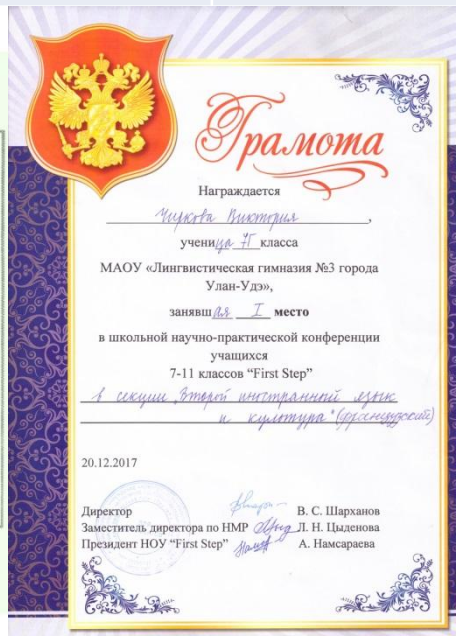 Грамота
Награждается
Чиркова Виктория,
ученица 7Г класса
МАОУ «Лингвистическая гимназия №3 города
Улан-Удэ»,
занявшая I место
в школьной научно-практической конференции
учащихся
7-11 классов “First Step”
в секции „Второй иностранный язык
и культура" (французский)
20.12.2017
Директор В. С. Шарханов
Заместитель директора по НМР Л. Н. Цыденова
Президент НОУ “First Step” А. Намсараева